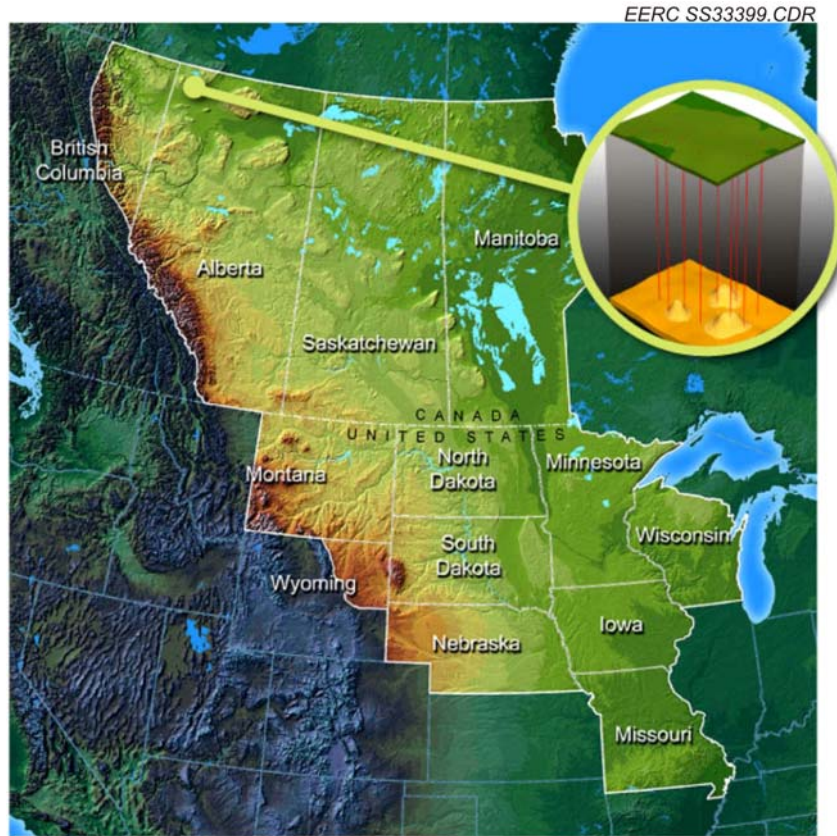 EERC SS33399.CDR
British
Columbia
Alberta
Manitoba
Saskatchewan
CANADA
UNITED STATES
Montana
North
Dakota
Minnesota
Wisconsin
South
Dakota
Wyoming
Nebraska
Iowa
Missouri